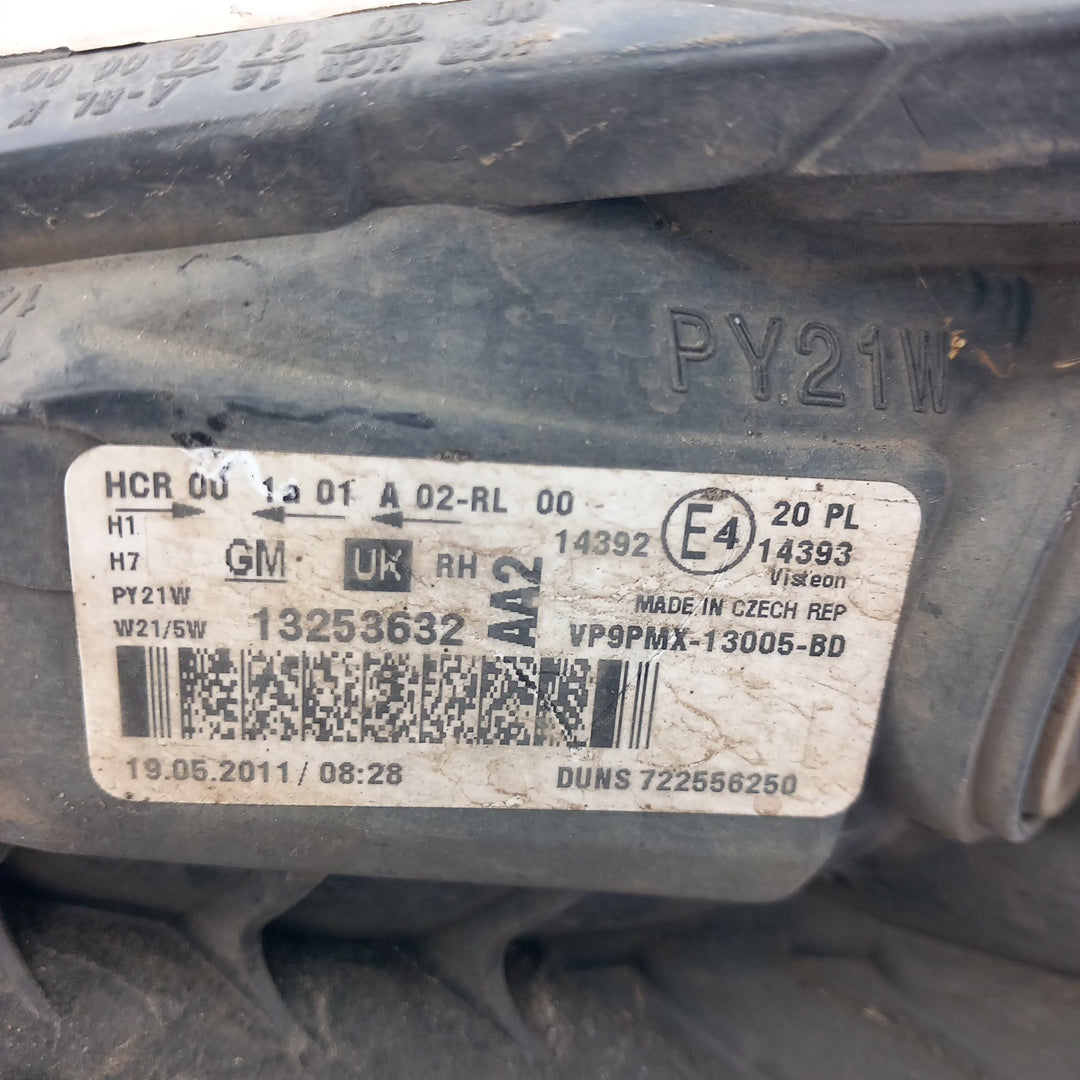 PY21W
HCR 00 1a 01 A 02-RL 00
H1
H7
PY21W
W21/5W
GM UK RH
13253632
AA2
14392 E4 20 PL
14393
Visteon
MADE IN CZECH REP
VP9PMX-13005-BD
19.05.2011/ 08:28
DUNS 722556250